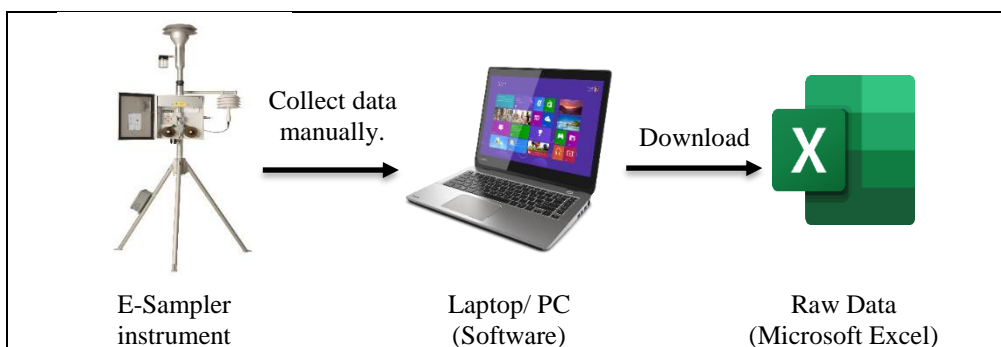 Collect data
manually.
Download
X
E-Sampler
instrument
Laptop/ PC
(Software)
Raw Data
(Microsoft Excel)